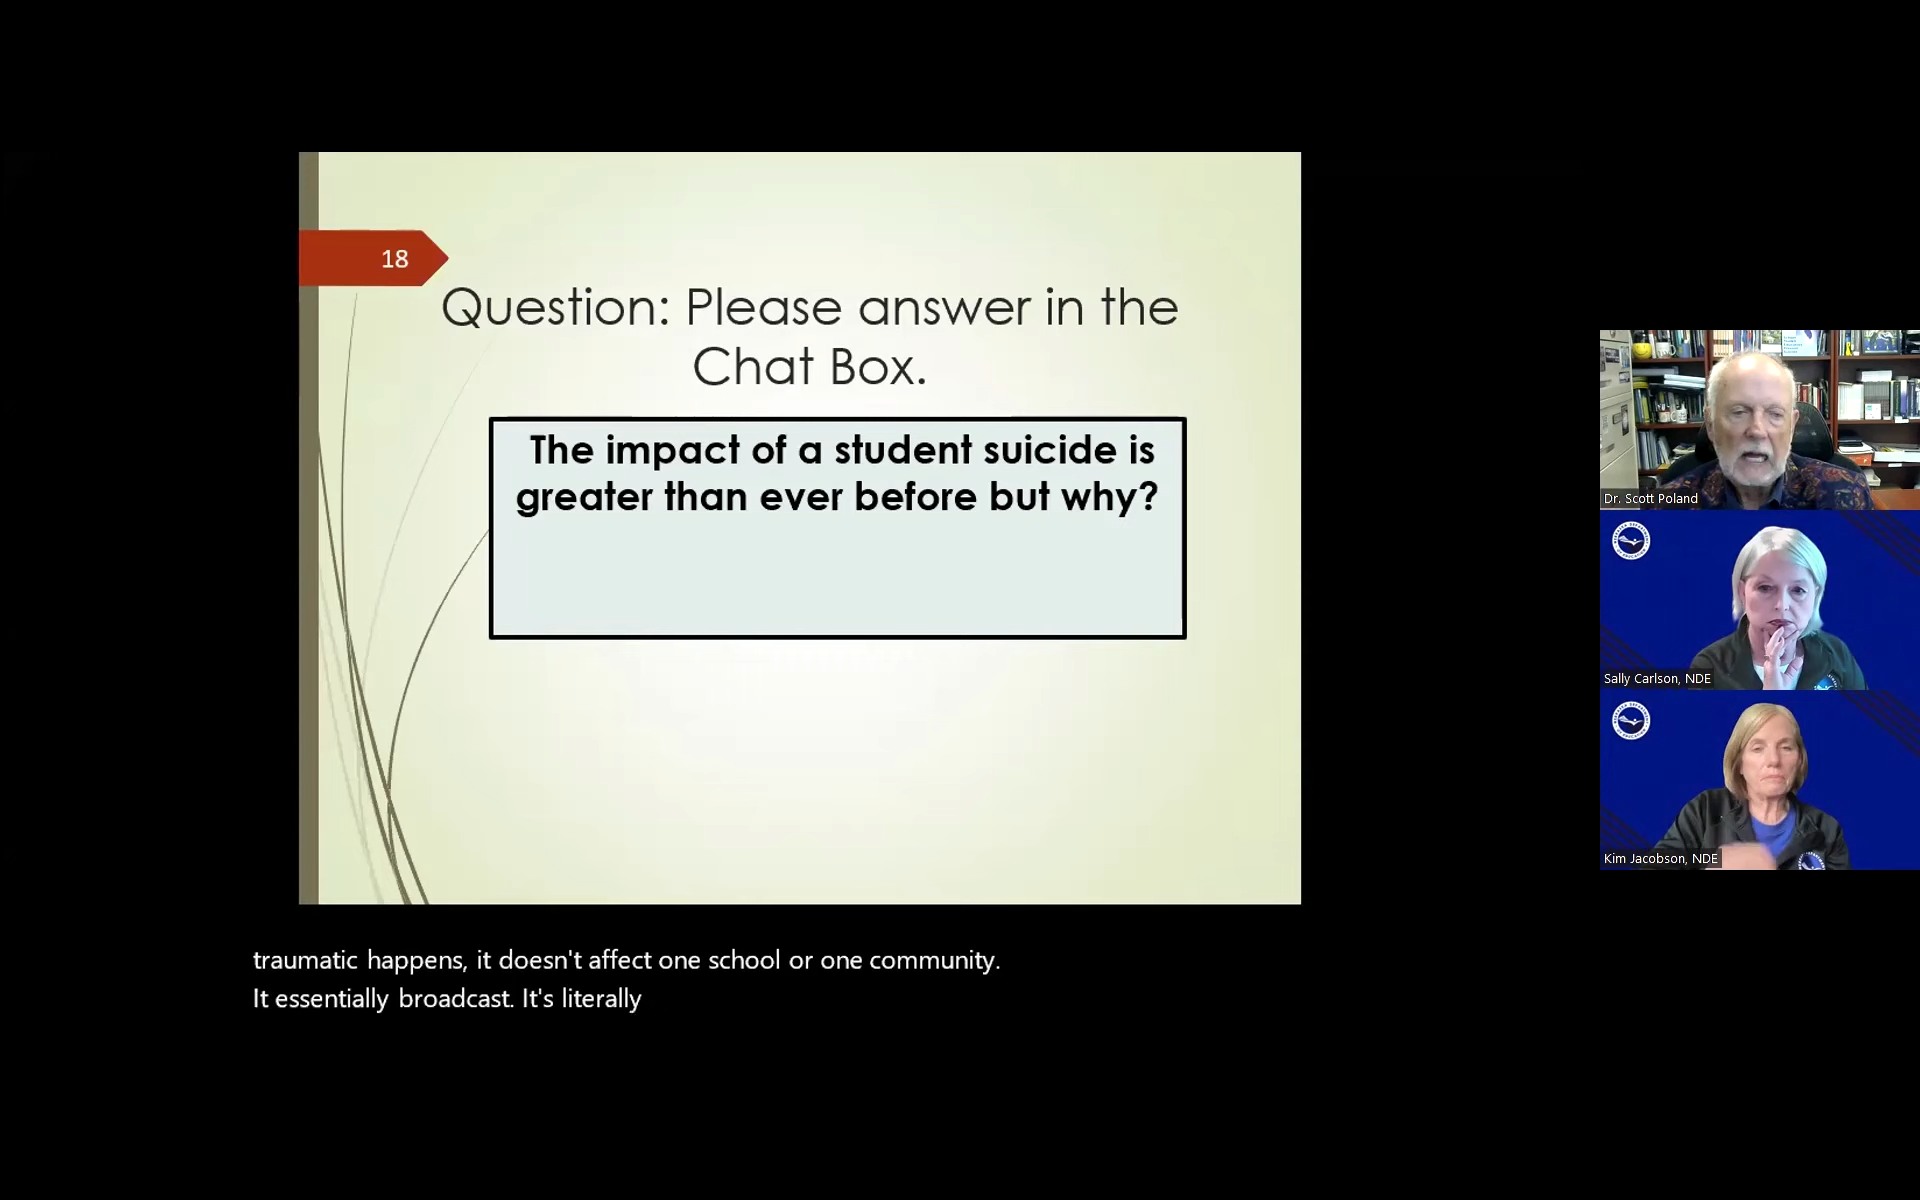 18
Question: Please answer in the
Chat Box.
The impact of a student suicide is
greater than ever before but why?
Dr. Scott Poland
Sally Carlson, NDE
Kim Jacobson, NDE
traumatic happens, it doesn't affect one school or one community.
It essentially broadcast. It's literally